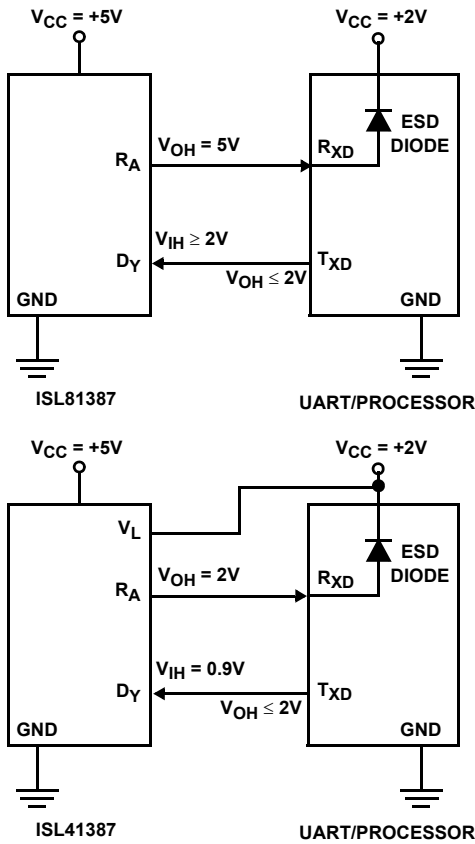 VCC = +5V
VCC = +2V
RA
VOH = 5V
RXD
ESD
DIODE
VIH ≥ 2V
DY
VOH ≤ 2V
TXD
GND
GND
ISL81387
UART/PROCESSOR
VCC = +5V
VCC = +2V
VL
RA
VOH = 2V
RXD
ESD
DIODE
VIH = 0.9V
DY
VOH ≤ 2V
TXD
GND
GND
ISL41387
UART/PROCESSOR